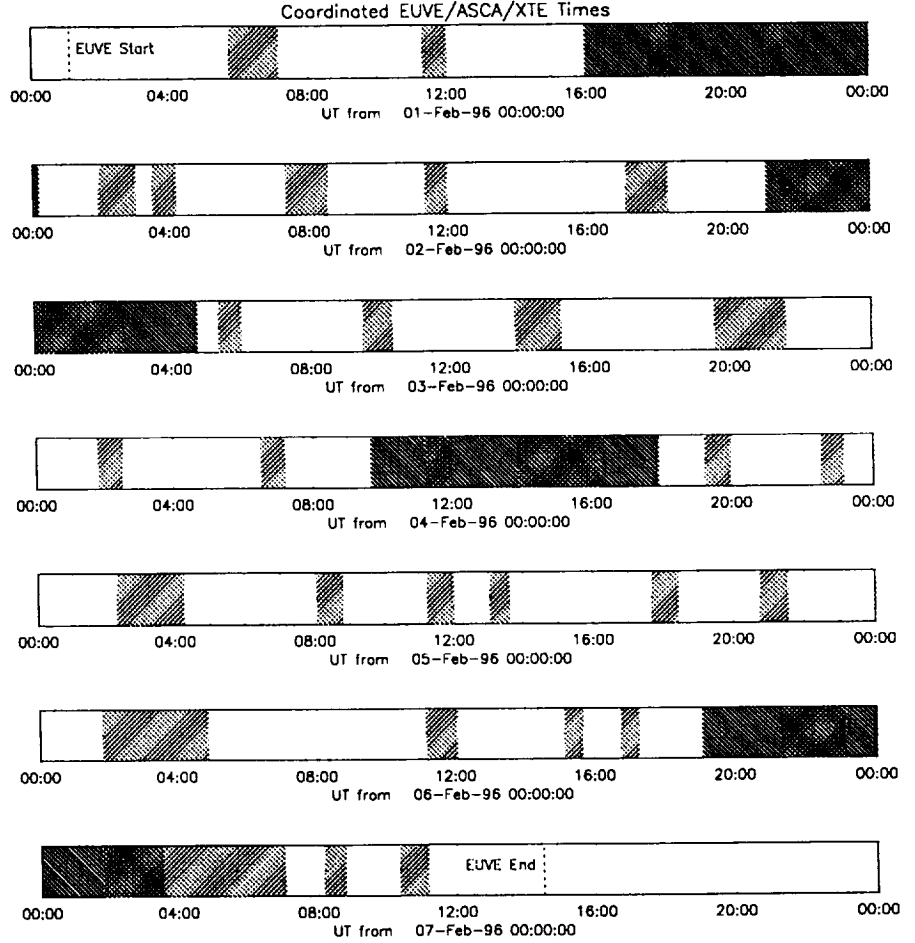 Coordinated EUVE/ASCA/XTE Times
EUVE Start
00:00 04:00 08:00 12:00 16:00 20:00 00:00
UT from 01-Feb-96 00:00:00
00:00 04:00 08:00 12:00 16:00 20:00 00:00
UT from 02-Feb-96 00:00:00
00:00 04:00 08:00 12:00 16:00 20:00 00:00
UT from 03-Feb-96 00:00:00
00:00 04:00 08:00 12:00 16:00 20:00 00:00
UT from 04-Feb-96 00:00:00
00:00 04:00 08:00 12:00 16:00 20:00 00:00
UT from 05-Feb-96 00:00:00
00:00 04:00 08:00 12:00 16:00 20:00 00:00
UT from 06-Feb-96 00:00:00
EUVE End
00:00 04:00 08:00 12:00 16:00 20:00 00:00
UT from 07-Feb-96 00:00:00